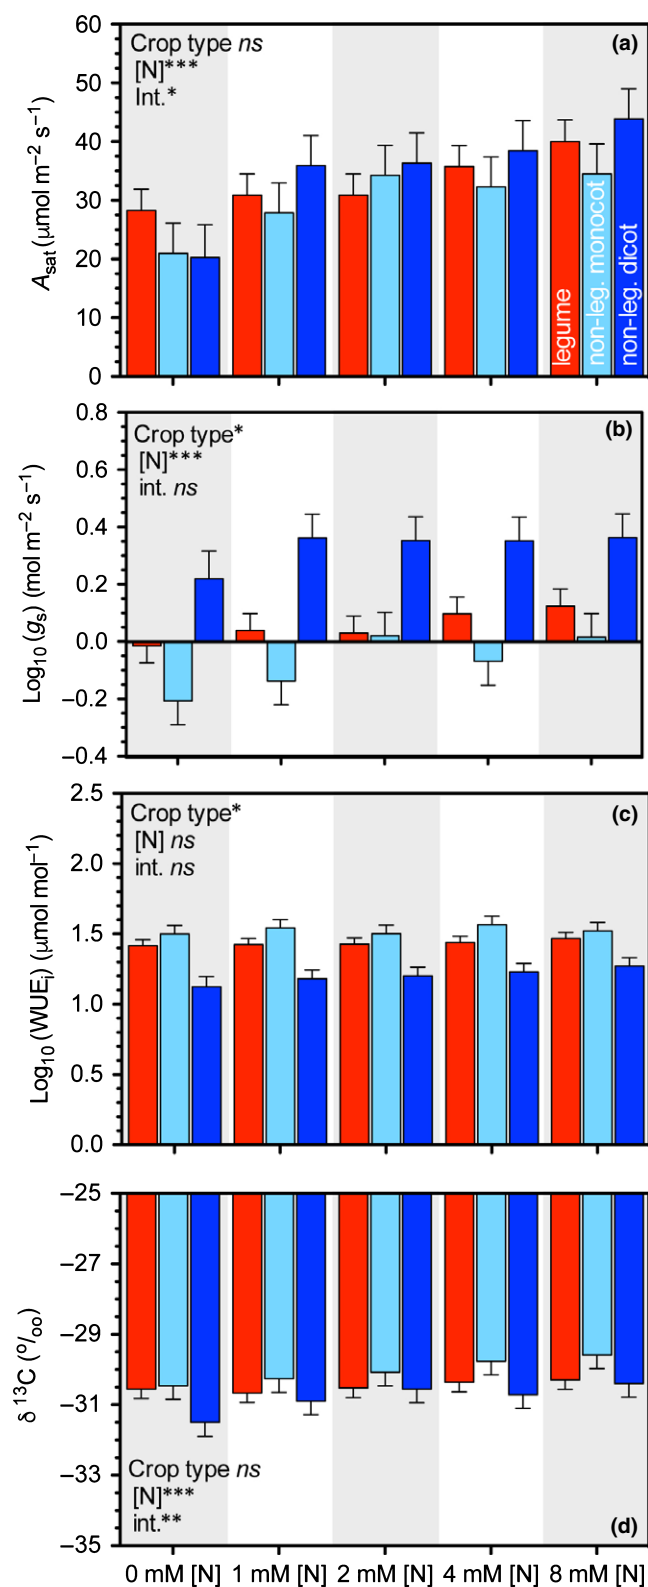 60
50
40
30
20
10
0
A_sat (μmol m⁻² s⁻¹)
Crop type ns
[N]***
Int.*
(a)
legume
non-leg. monocot
non-leg. dicot
0.8
0.6
0.4
0.2
0.0
–0.2
–0.4
Log₁₀ (gₛ) (mol m⁻² s⁻¹)
Crop type*
[N]***
int. ns
(b)
2.5
2.0
1.5
1.0
0.5
0.0
Log₁₀ (WUEᵢ) (μmol mol⁻¹)
Crop type*
[N] ns
int. ns
(c)
–25
–27
–29
–31
–33
–35
δ ¹³C (º/ₒₒ)
Crop type ns
[N]***
int.**
(d)
0 mM [N] 1 mM [N] 2 mM [N] 4 mM [N] 8 mM [N]